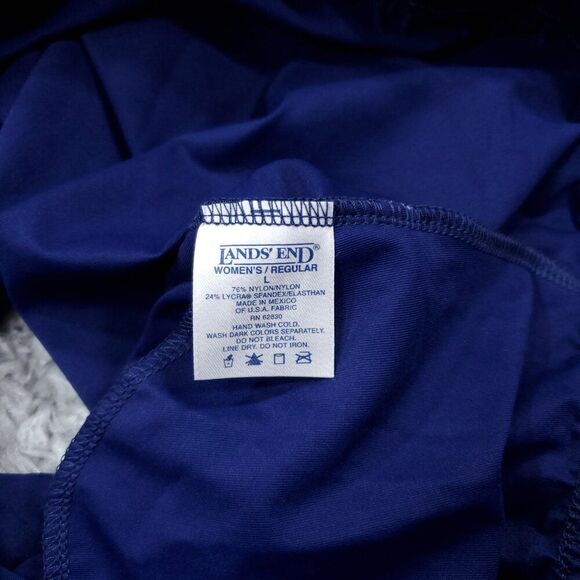 LANDS' END®
WOMEN'S / REGULAR
L
76% NYLON/NYLON
24% LYCRA® SPANDEX/ELASTHAN
MADE IN MEXICO
OF U.S.A. FABRIC
RN 62830
HAND WASH COLD.
WASH DARK COLORS SEPARATELY.
DO NOT BLEACH.
LINE DRY. DO NOT IRON.